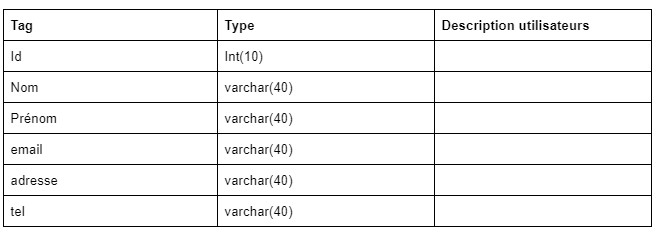 Tag Type Description utilisateurs
Id Int(10)
Nom varchar(40)
Prénom varchar(40)
email varchar(40)
adresse varchar(40)
tel varchar(40)